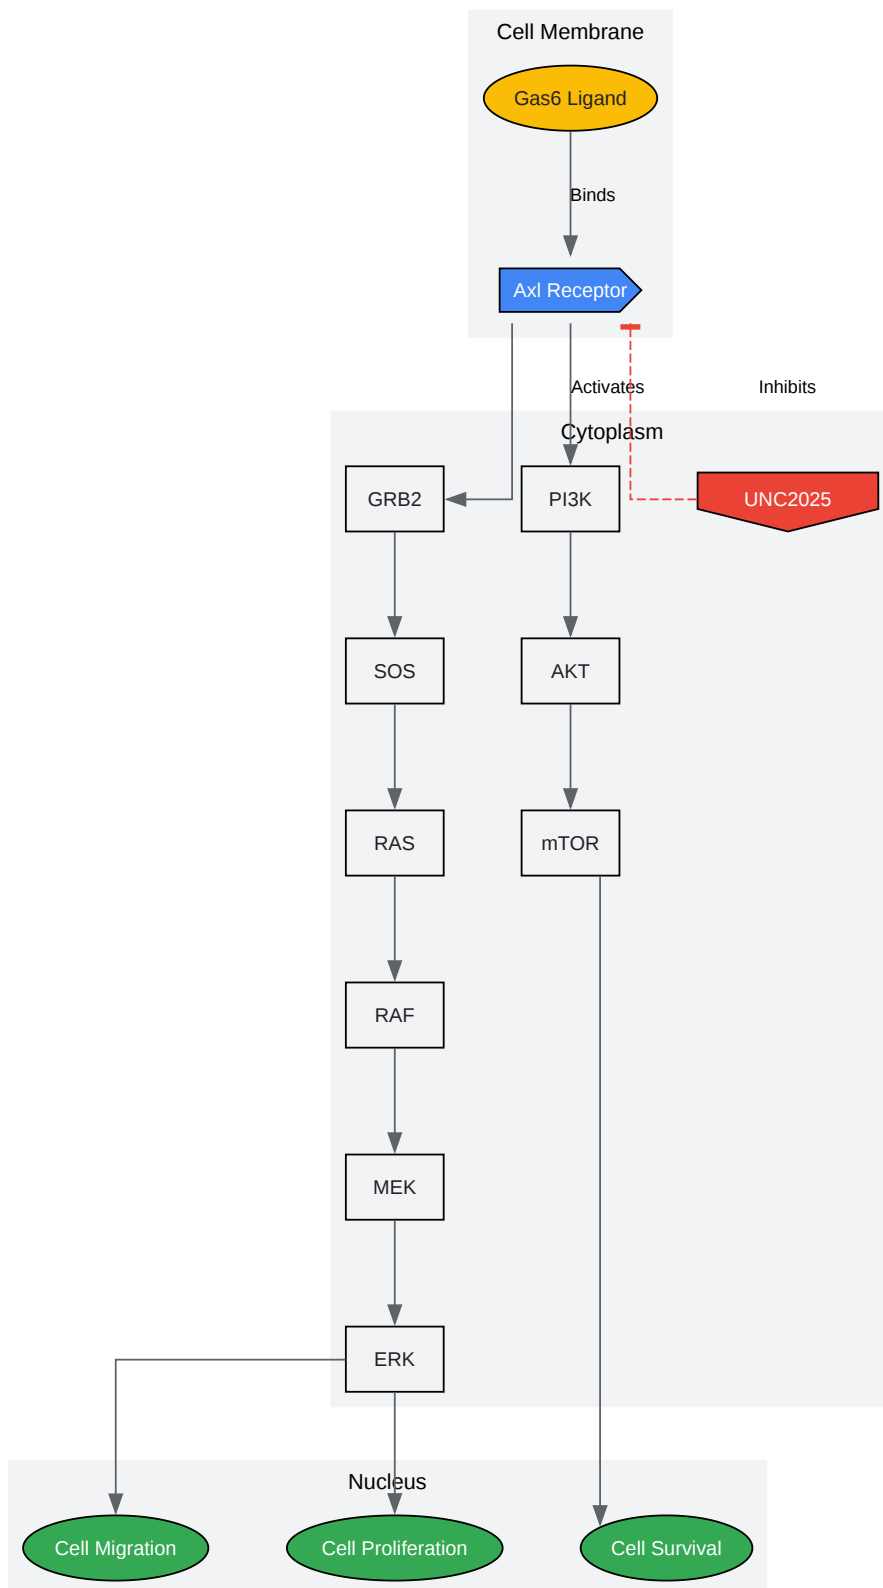 Cell Membrane
Gas6 Ligand
Binds
Axl Receptor
Activates
Inhibits
Cytoplasm
GRB2
PI3K
UNC2025
SOS
AKT
RAS
mTOR
RAF
MEK
ERK
Nucleus
Cell Migration
Cell Proliferation
Cell Survival